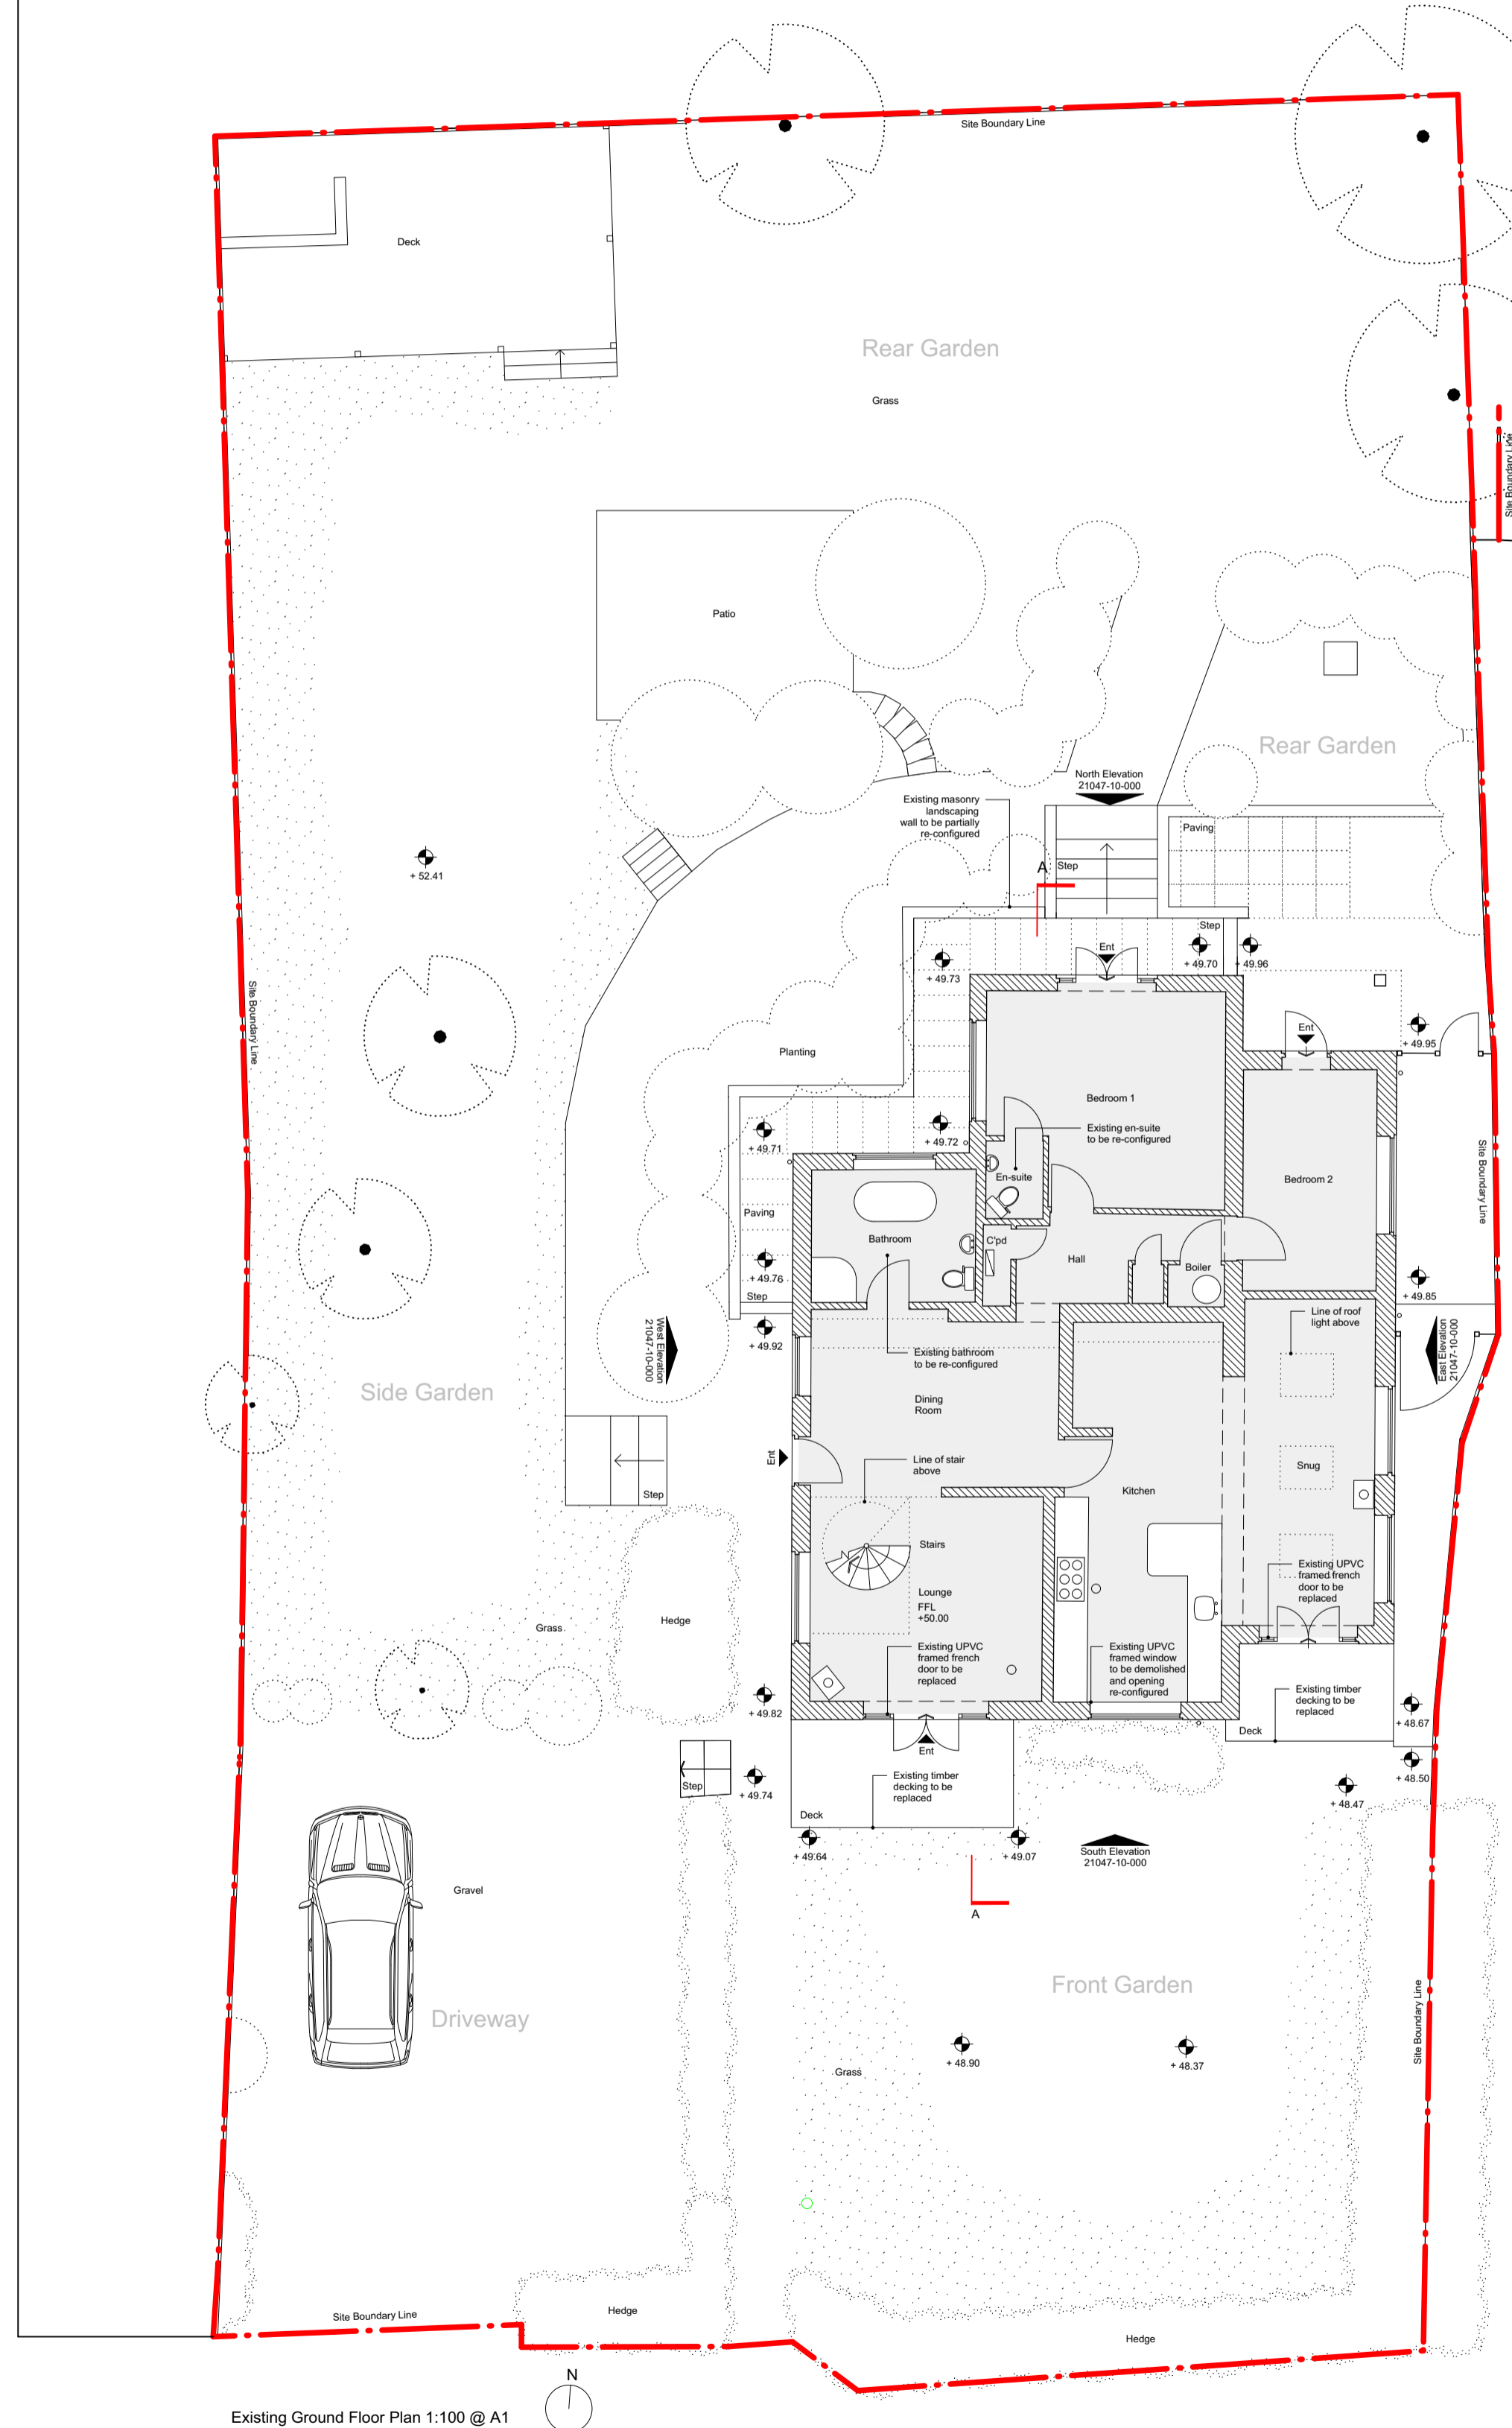 Site Boundary Line
Deck
Rear Garden
Grass
Site Boundary Line
Patio
Rear Garden
North Elevation
21047-10-000
Existing masonry
landscaping
wall to be partially
re-configured
Paving
A
Step
+ 52.41
Step
Ent
+ 49.73
+ 49.70
+ 49.96
Site Boundary Line
Ent
+ 49.95
Planting
Bedroom 1
Existing en-suite
to be re-configured
+ 49.71
+ 49.72
En-suite
Bedroom 2
Site Boundary Line
Paving
Bathroom
C'pd
Hall
Boiler
+ 49.76
Step
+ 49.85
Line of roof
light above
+ 49.92
West Elevation
21047-10-000
East Elevation
21047-10-000
Existing bathroom
to be re-configured
Side Garden
Dining
Room
Ent
Line of stair
above
Snug
Step
Kitchen
Stairs
Existing UPVC
framed french
door to be
replaced
Lounge
FFL
+50.00
Hedge
Grass
Existing UPVC
framed french
door to be
replaced
Existing UPVC
framed window
to be demolished
and opening
re-configured
Existing timber
decking to be
replaced
+ 49.82
+ 48.67
Deck
Ent
+ 48.50
Step
+ 49.74
Existing timber
decking to be
replaced
+ 48.47
Deck
+ 49.64
+ 49.07
South Elevation
21047-10-000
Gravel
A
Front Garden
Driveway
Site Boundary Line
+ 48.90
+ 48.37
Grass
Site Boundary Line
Hedge
Hedge
N
Existing Ground Floor Plan 1:100 @ A1